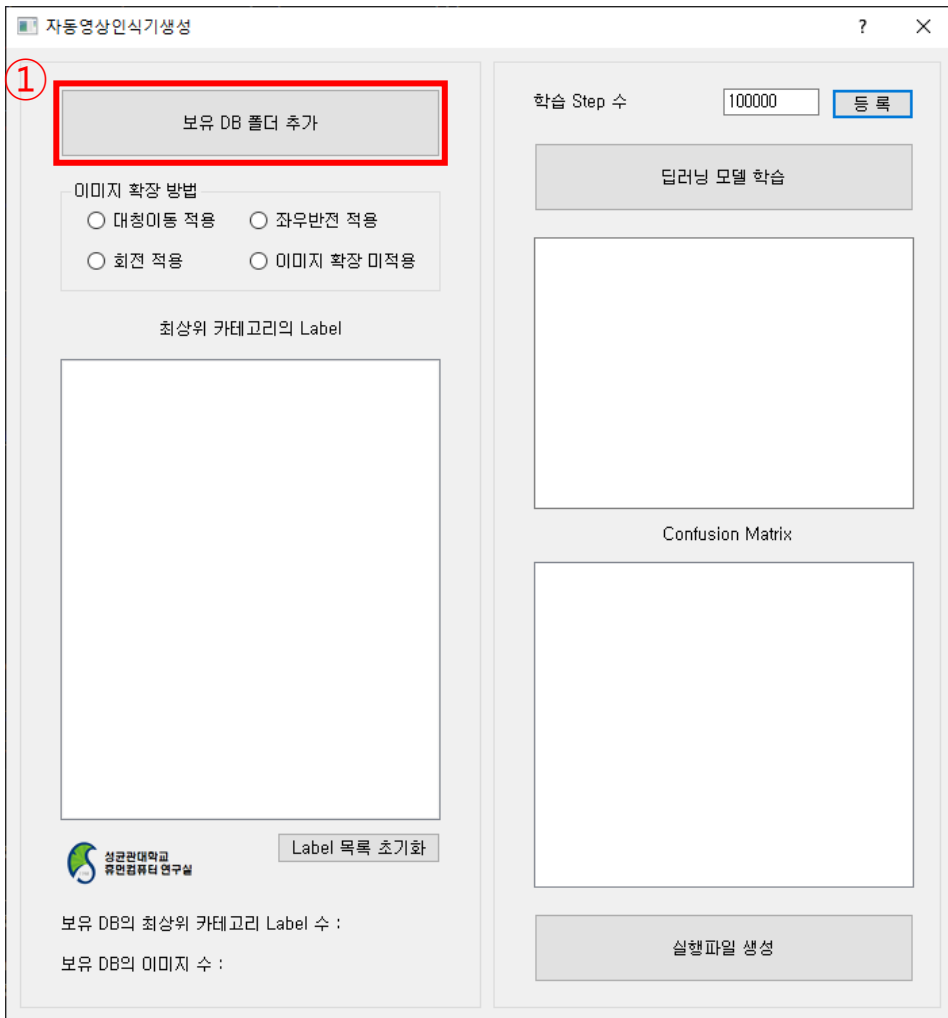 자동영상인식기생성
?
①
보유 DB 폴더 추가
이미지 확장 방법
대칭이동 적용
좌우반전 적용
회전 적용
이미지 확장 미적용
최상위 카테고리의 Label
성균관대학교
휴먼컴퓨터 연구실
Label 목록 초기화
보유 DB의 최상위 카테고리 Label 수 :
보유 DB의 이미지 수 :
학습 Step 수
100000
등 록
딥러닝 모델 학습
Confusion Matrix
실행파일 생성